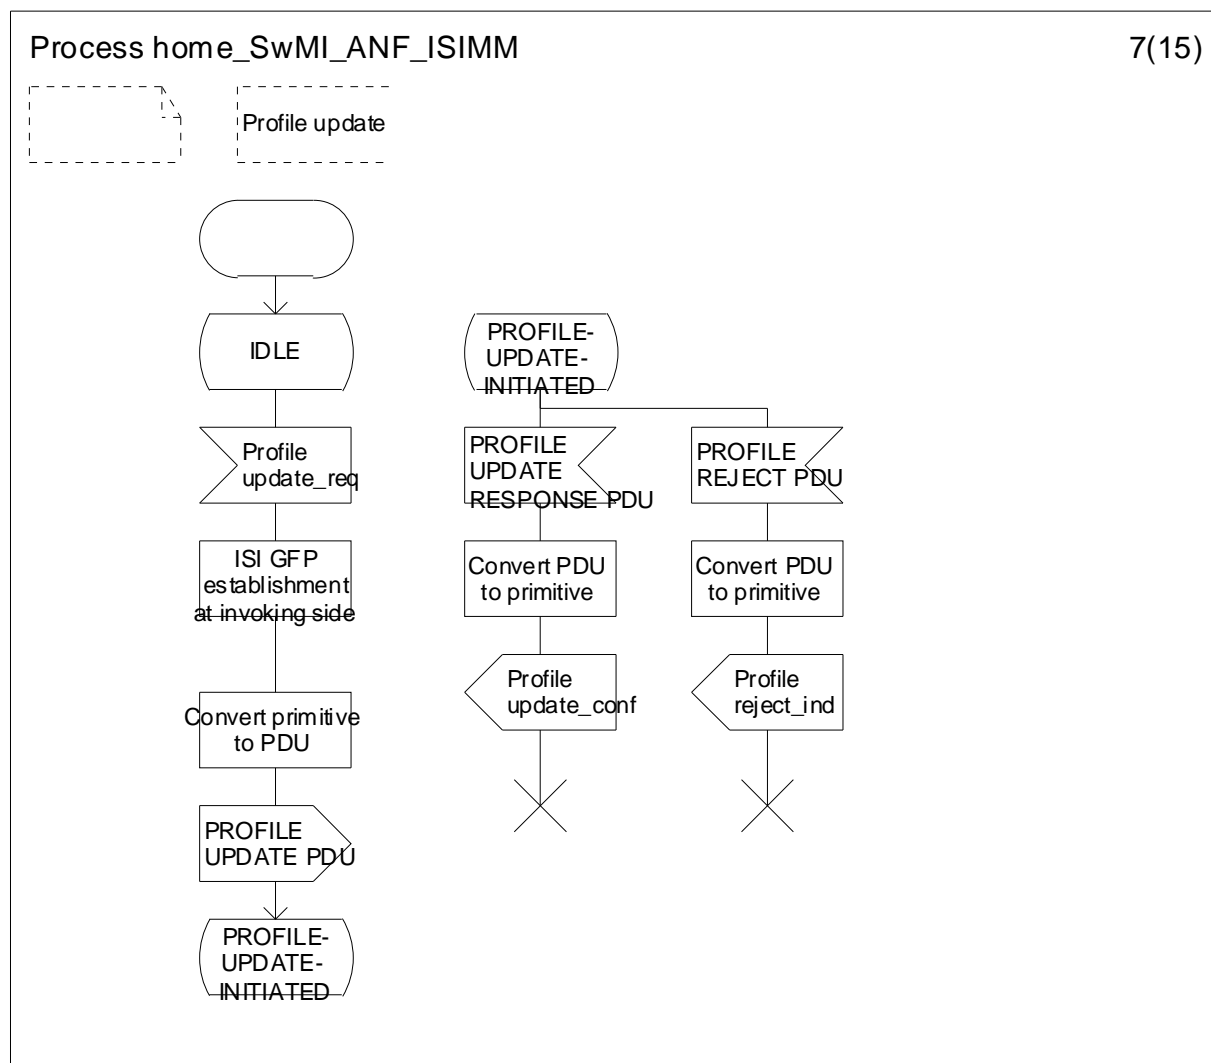 Process home_SwMI_ANF_ISIMM
7(15)
Profile update
IDLE
Profile
update_req
ISI GFP
establishment
at invoking side
Convert primitive
to PDU
PROFILE
UPDATE PDU
PROFILE-
UPDATE-
INITIATED
PROFILE-
UPDATE-
INITIATED
PROFILE
UPDATE
RESPONSE PDU
Convert PDU
to primitive
Profile
update_conf
PROFILE
REJECT PDU
Convert PDU
to primitive
Profile
reject_ind